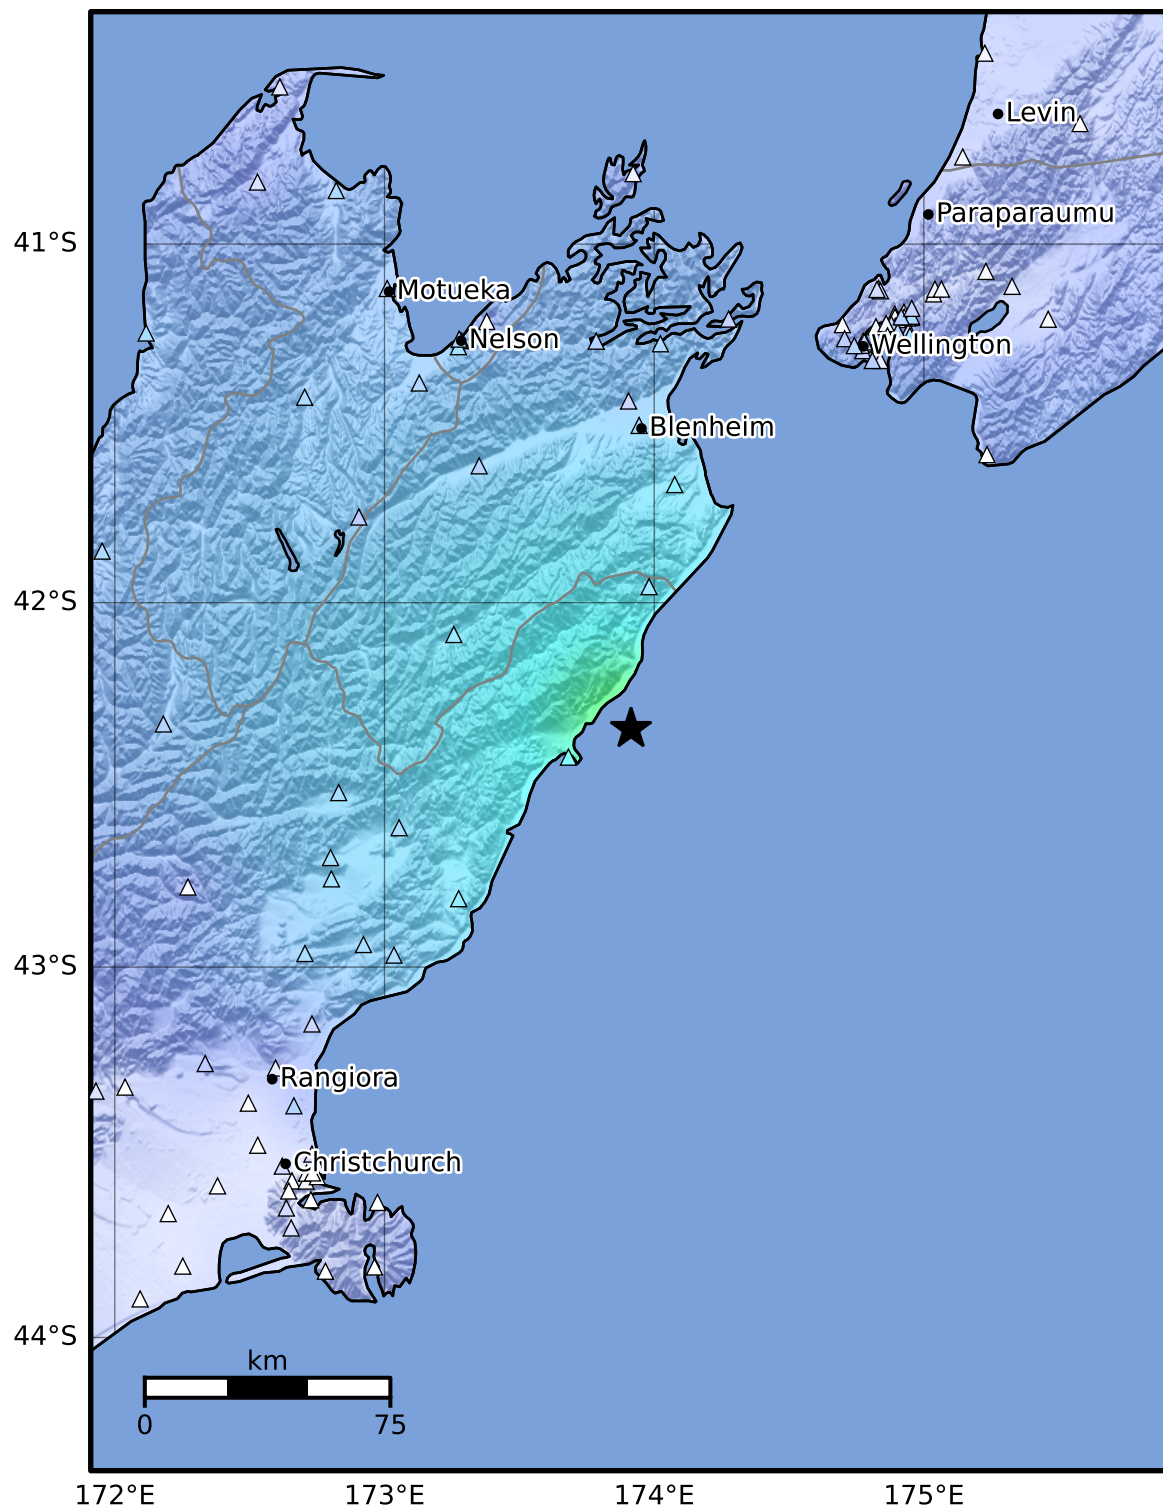 Levin
Paraparaumu
41°S
Motueka
Nelson
Wellington
Blenheim
42°S
43°S
Rangiora
Christchurch
44°S
km
0
75
172°E
173°E
174°E
175°E